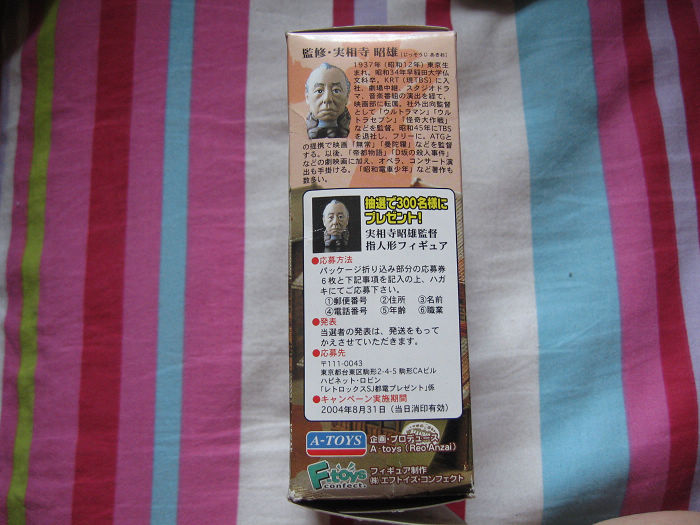 監修・実相寺 昭雄 (じっそうじ あきお)
1937年(昭和12年)東京生
まれ。昭和34年早稲田大学仏
文科卒。KRT(現TBS)に入
社、劇場中継、スタジオドラ
マ、音楽番組の演出を経て、
映画部に転属。社外出向監督
として「ウルトラマン」「ウル
トラセブン」「怪奇大作戦」
などを監督。昭和45年にTBS
を退社し、フリーに。ATGと
の提携で映画「無常」「曼陀羅」などを監督
する。以後、「帝都物語」「D坂の殺人事件」
などの劇映画に加え、オペラ、コンサート演
出も手掛ける。「昭和電車少年」など著作も
数多い。
抽選で300名様に
プレゼント!
実相寺昭雄監督
指人形フィギュア
●応募方法
パッケージ折り込み部分の応募券
6枚と下記事項を記入の上、ハガ
キにてご応募下さい。
①郵便番号 ②住所 ③名前
④電話番号 ⑤年齢 ⑥職業
●発表
当選者の発表は、発送をもって
かえさせていただきます。
●応募先
〒111-0043
東京都台東区駒形2-4-5 駒形CAビル
ハピネット・ロビン
「レトロックスSJ都電プレゼント」係
●キャンペーン実施期間
2004年8月31日(当日消印有効)
A-TOYS
企画・プロデュース
A-toys (Reo Anzai)
F-toys
confects
フィギュア制作
㈱エフトイズ・コンフェクト